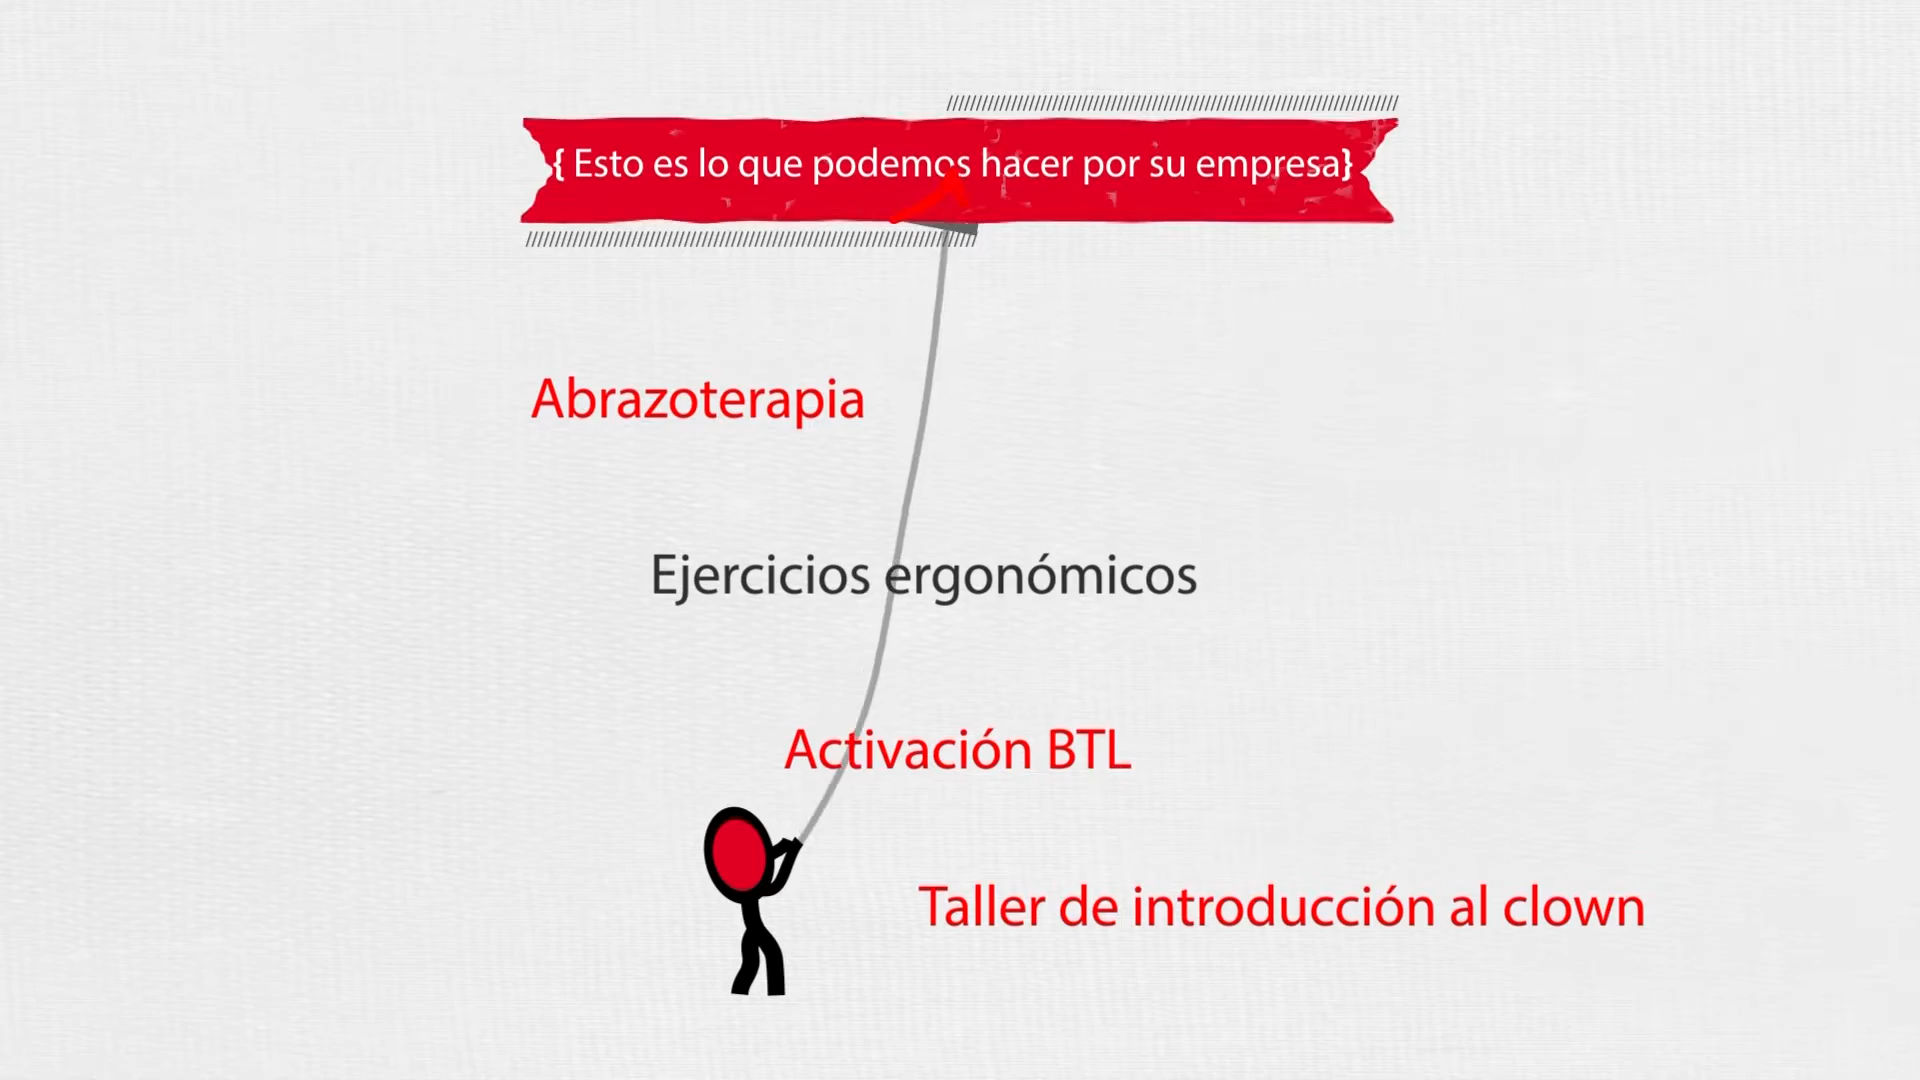 { Esto es lo que podemos hacer por su empresa}
Abrazoterapia
Ejercicios ergonómicos
Activación BTL
Taller de introducción al clown